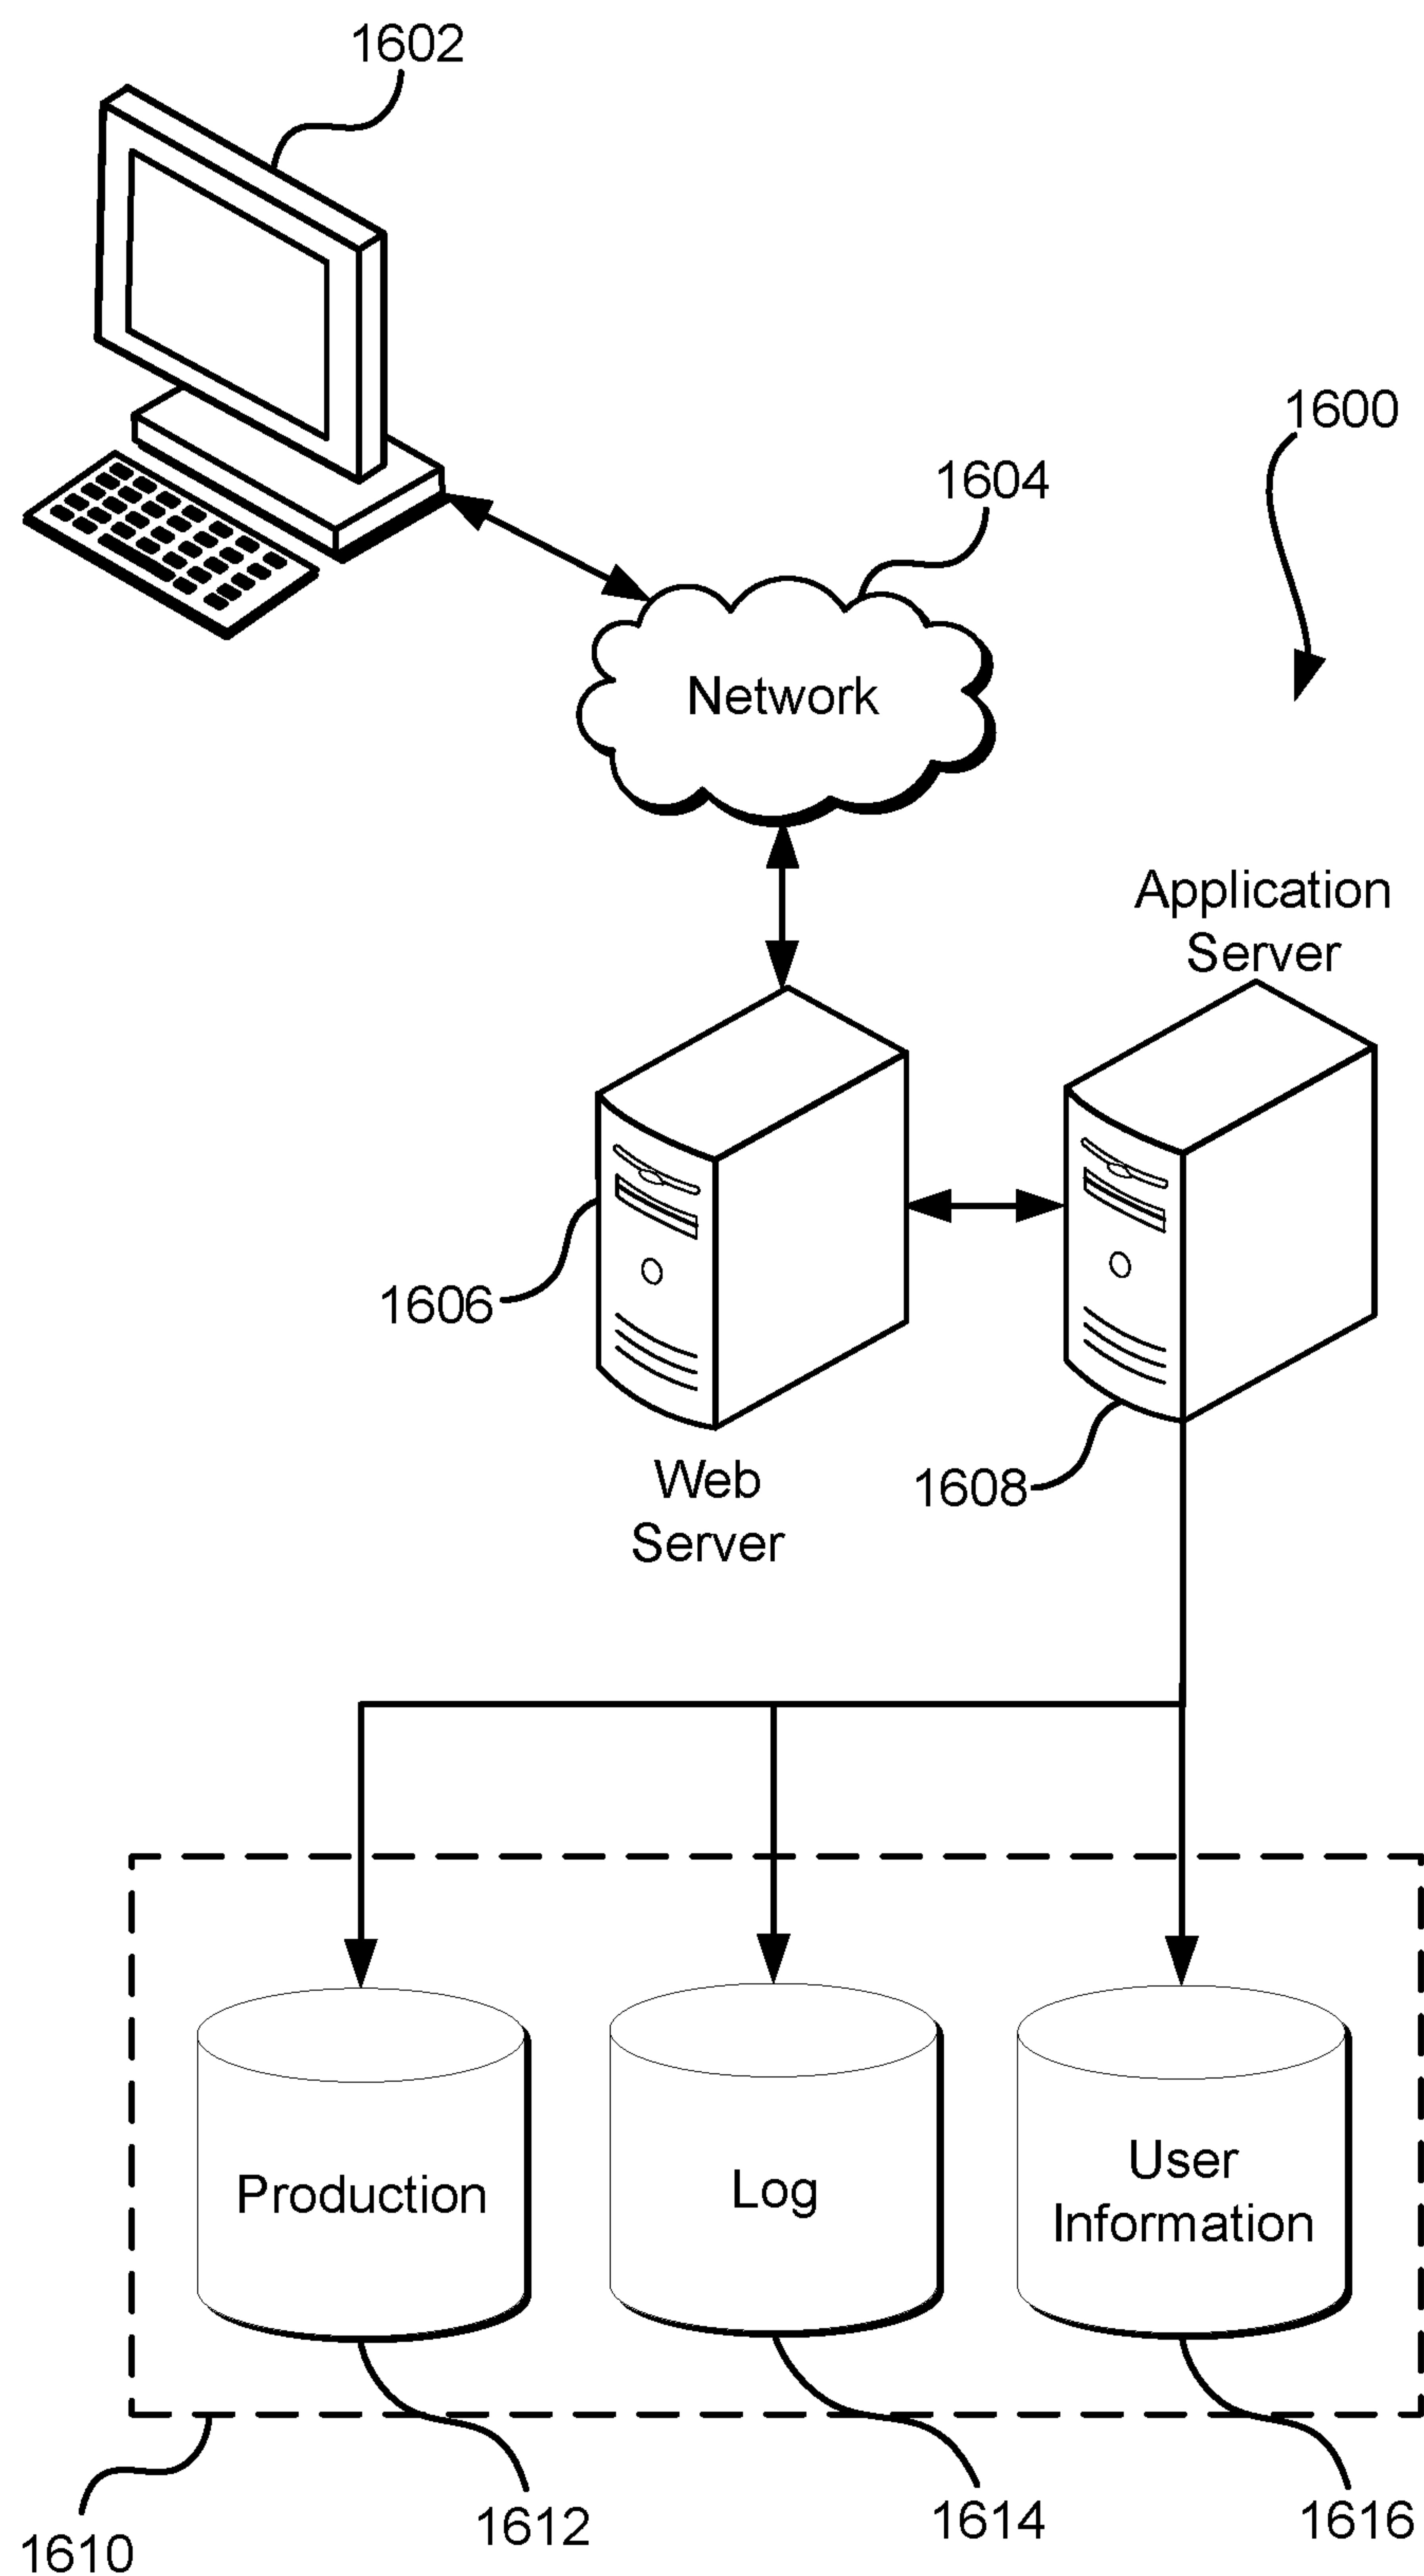 1602
1600
1604
Network
Application
Server
1606
Web
Server
1608
Production
Log
User
Information
1610
1612
1614
1616